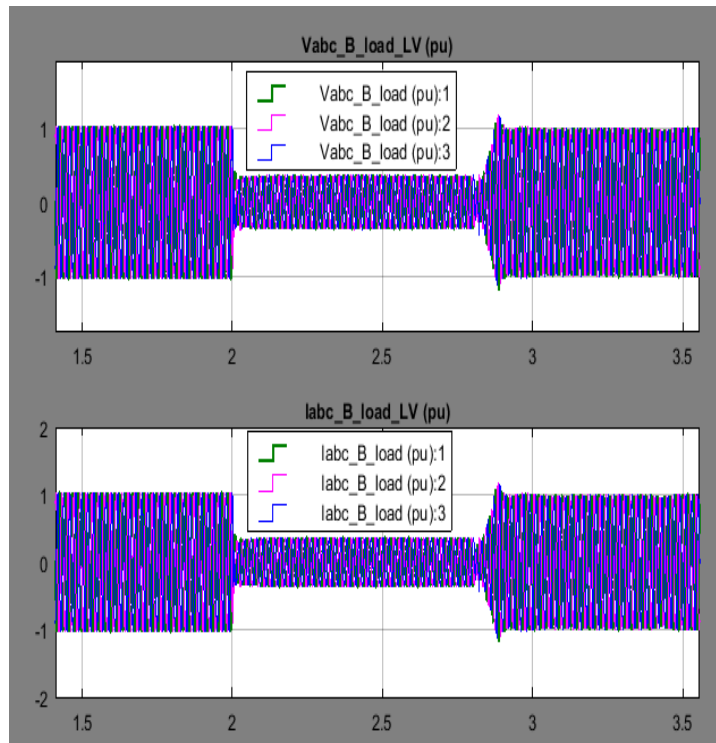 Vabc_B_load_LV (pu)
Vabc_B_load (pu):1
Vabc_B_load (pu):2
Vabc_B_load (pu):3
1
0
-1
1.5 2 2.5 3 3.5
Iabc_B_load_LV (pu)
2
Iabc_B_load (pu):1
Iabc_B_load (pu):2
Iabc_B_load (pu):3
1
0
-1
-2
1.5 2 2.5 3 3.5